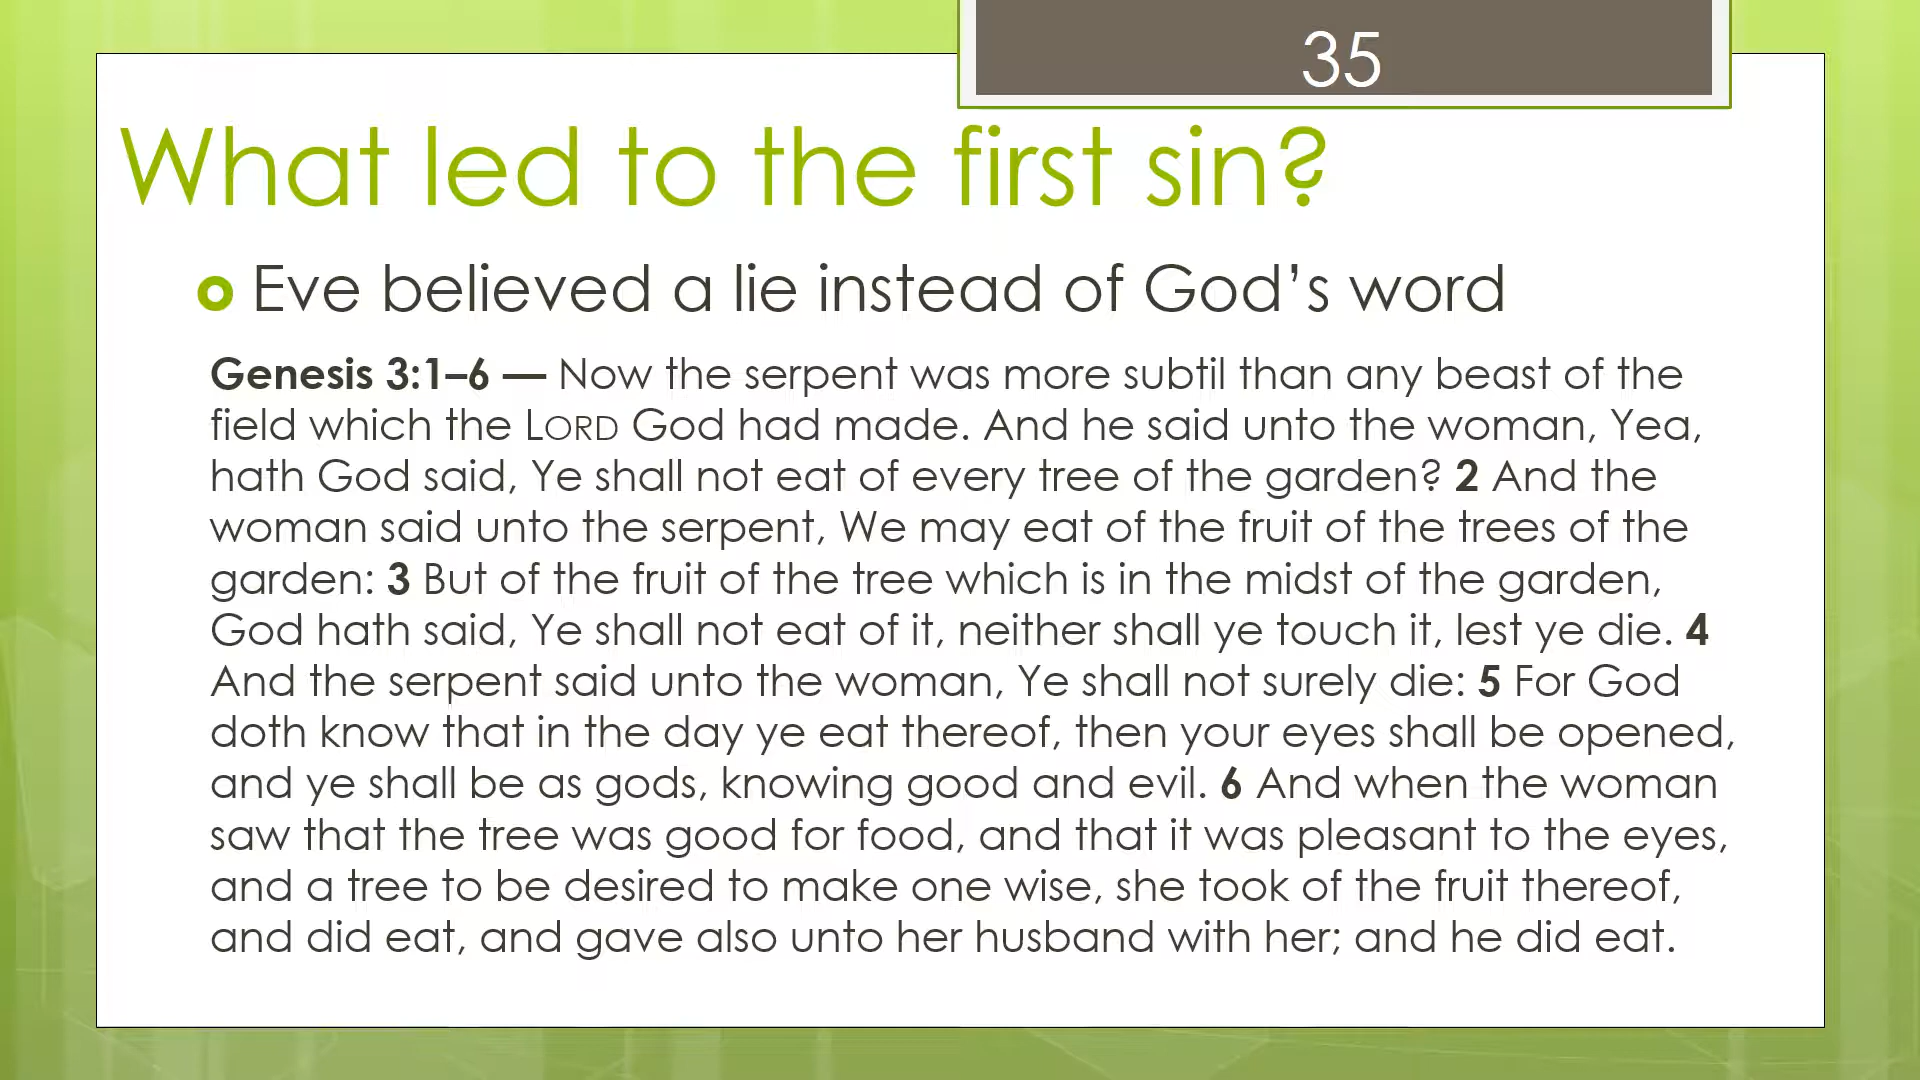 35
What led to the first sin?
Eve believed a lie instead of God’s word
Genesis 3:1–6 — Now the serpent was more subtil than any beast of the
field which the LORD God had made. And he said unto the woman, Yea,
hath God said, Ye shall not eat of every tree of the garden? 2 And the
woman said unto the serpent, We may eat of the fruit of the trees of the
garden: 3 But of the fruit of the tree which is in the midst of the garden,
God hath said, Ye shall not eat of it, neither shall ye touch it, lest ye die. 4
And the serpent said unto the woman, Ye shall not surely die: 5 For God
doth know that in the day ye eat thereof, then your eyes shall be opened,
and ye shall be as gods, knowing good and evil. 6 And when the woman
saw that the tree was good for food, and that it was pleasant to the eyes,
and a tree to be desired to make one wise, she took of the fruit thereof,
and did eat, and gave also unto her husband with her; and he did eat.